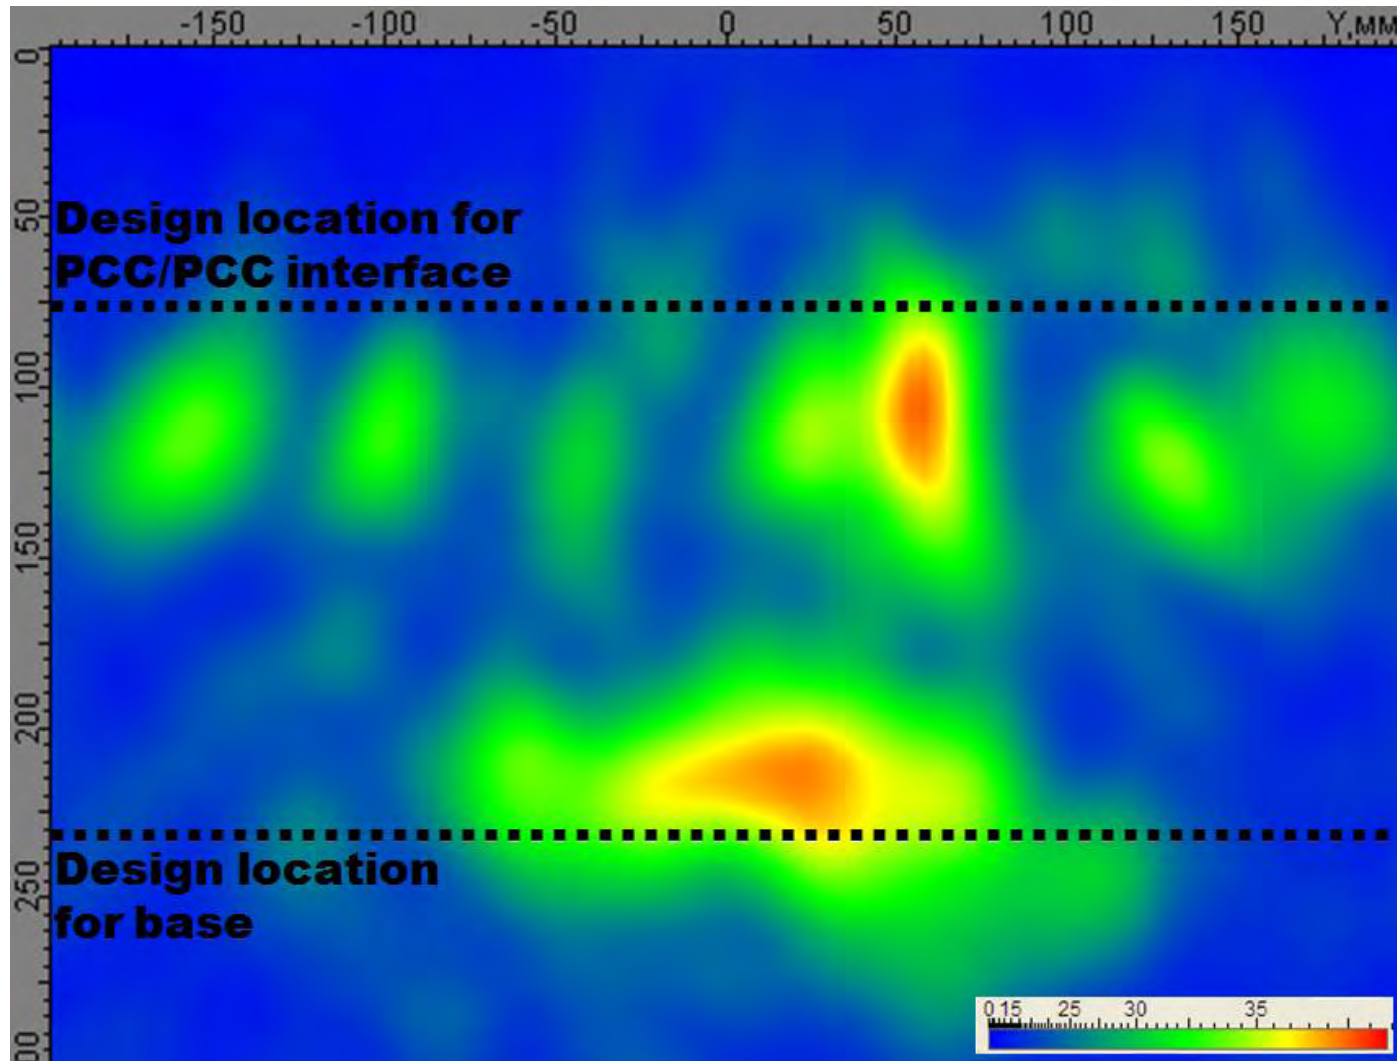 -150 -100 -50 0 50 100 150 Y,мм
0
50
Design location for
PCC/PCC interface
100
150
200
Design location
for base
250
0 15 25 30 35